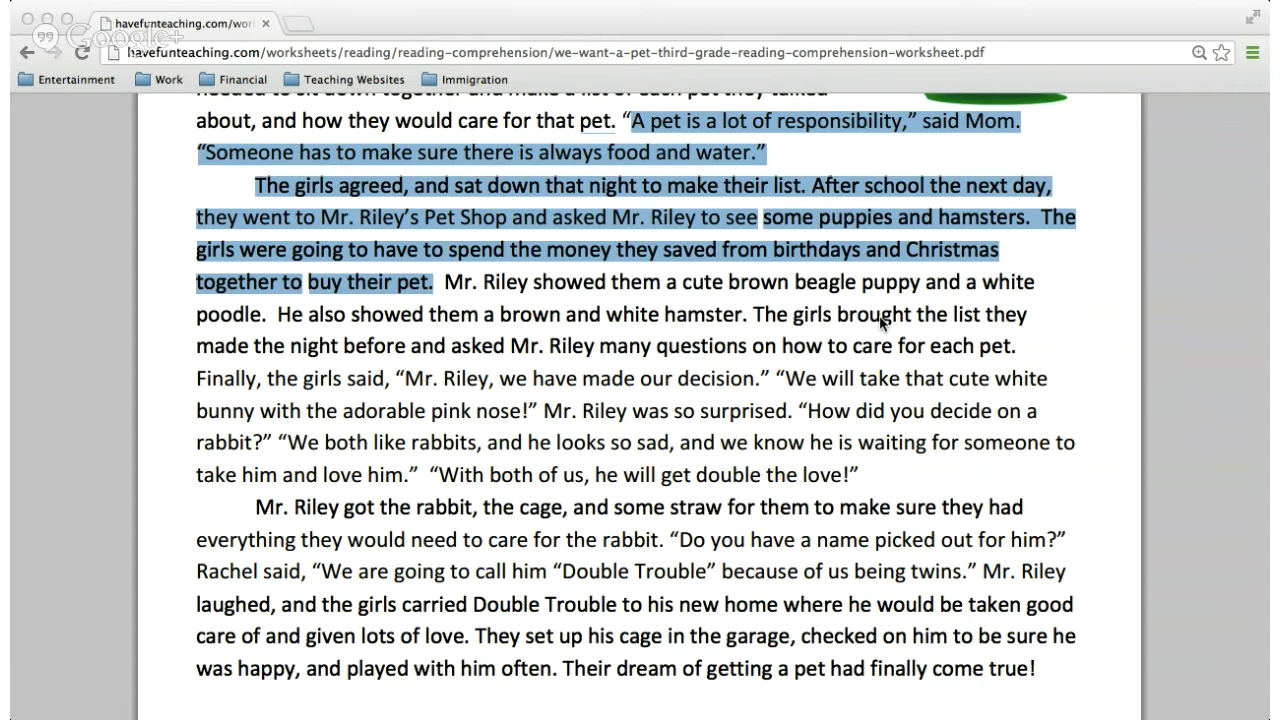 havefunteaching.com/wor
Google+
havefunteaching.com/worksheets/reading/reading-comprehension/we-want-a-pet-third-grade-reading-comprehension-worksheet.pdf
Entertainment Work Financial Teaching Websites Immigration
needed to sit down together and make a list of each pet they talked
about, and how they would care for that pet. “A pet is a lot of responsibility,” said Mom.
“Someone has to make sure there is always food and water.”
The girls agreed, and sat down that night to make their list. After school the next day,
they went to Mr. Riley’s Pet Shop and asked Mr. Riley to see some puppies and hamsters. The
girls were going to have to spend the money they saved from birthdays and Christmas
together to buy their pet. Mr. Riley showed them a cute brown beagle puppy and a white
poodle. He also showed them a brown and white hamster. The girls brought the list they
made the night before and asked Mr. Riley many questions on how to care for each pet.
Finally, the girls said, “Mr. Riley, we have made our decision.” “We will take that cute white
bunny with the adorable pink nose!” Mr. Riley was so surprised. “How did you decide on a
rabbit?” “We both like rabbits, and he looks so sad, and we know he is waiting for someone to
take him and love him.” “With both of us, he will get double the love!”
Mr. Riley got the rabbit, the cage, and some straw for them to make sure they had
everything they would need to care for the rabbit. “Do you have a name picked out for him?”
Rachel said, “We are going to call him “Double Trouble” because of us being twins.” Mr. Riley
laughed, and the girls carried Double Trouble to his new home where he would be taken good
care of and given lots of love. They set up his cage in the garage, checked on him to be sure he
was happy, and played with him often. Their dream of getting a pet had finally come true!